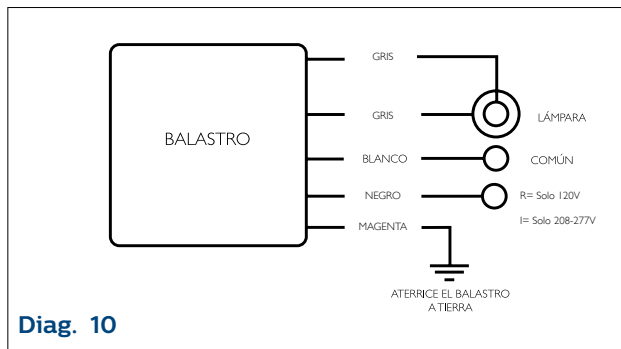 GRIS
GRIS
LÁMPARA
BALASTRO
BLANCO
COMÚN
NEGRO
R= Solo 120V
I= Solo 208-277V
MAGENTA
ATERRICE EL BALASTRO
A TIERRA
Diag. 10